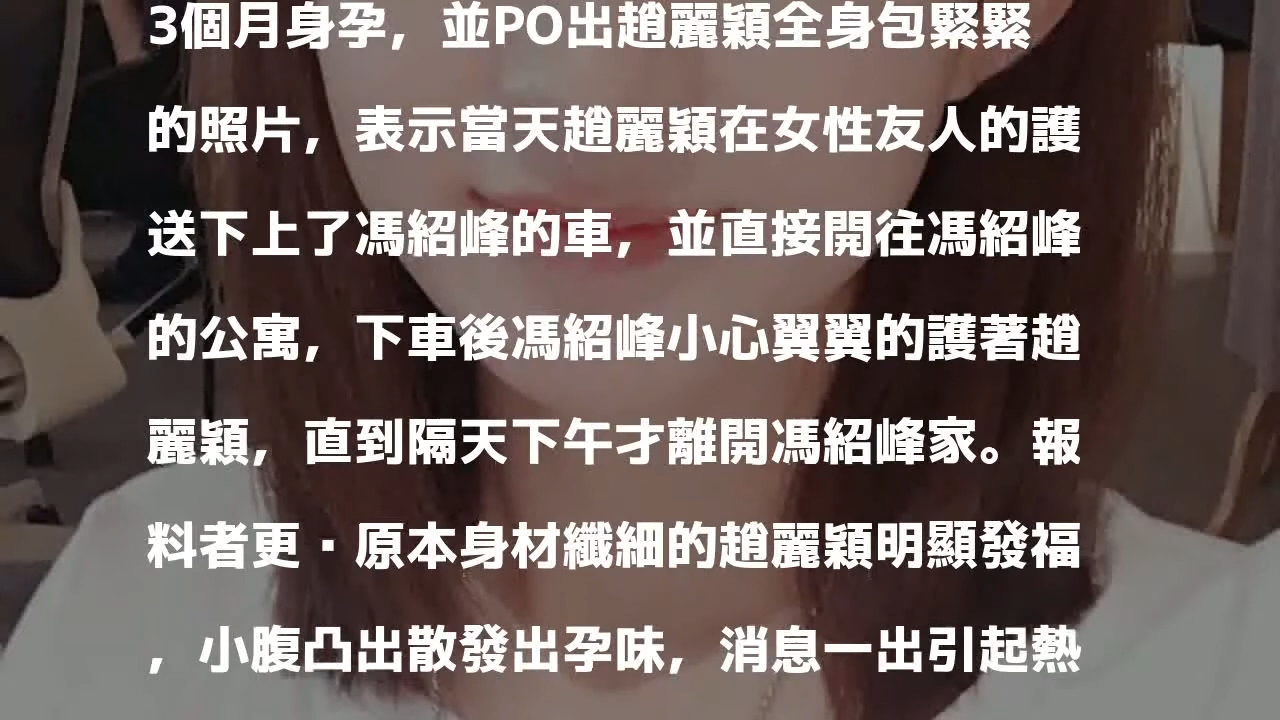 3個月身孕，並PO出趙麗穎全身包緊緊
的照片，表示當天趙麗穎在女性友人的護
送下上了馮紹峰的車，並直接開往馮紹峰
的公寓，下車後馮紹峰小心翼翼的護著趙
麗穎，直到隔天下午才離開馮紹峰家。報
料者更·原本身材纖細的趙麗穎明顯發福
，小腹凸出散發出孕味，消息一出引起熱